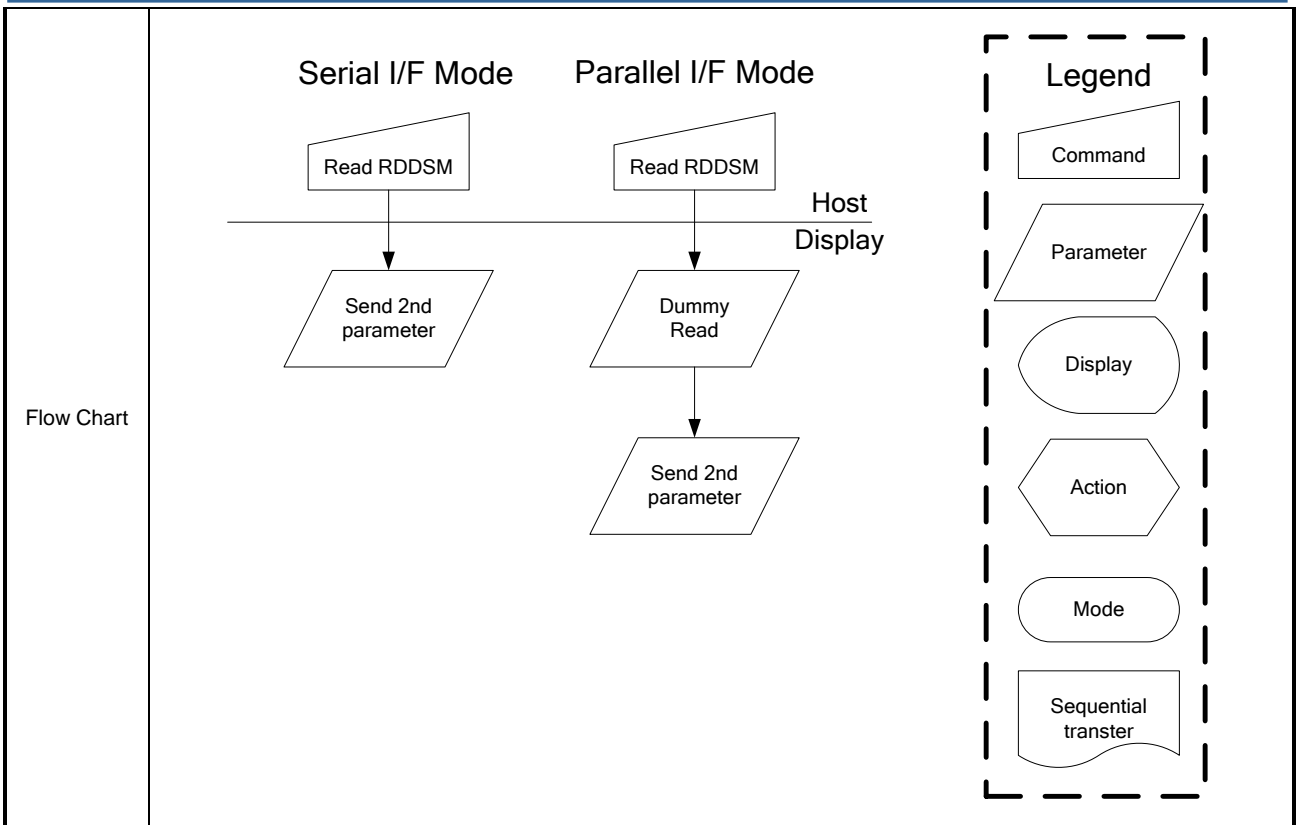 Flow Chart
Serial I/F Mode
Parallel I/F Mode
Read RDDSM
Read RDDSM
Host
Display
Send 2nd
parameter
Dummy
Read
Send 2nd
parameter
Legend
Command
Parameter
Display
Action
Mode
Sequential
transter